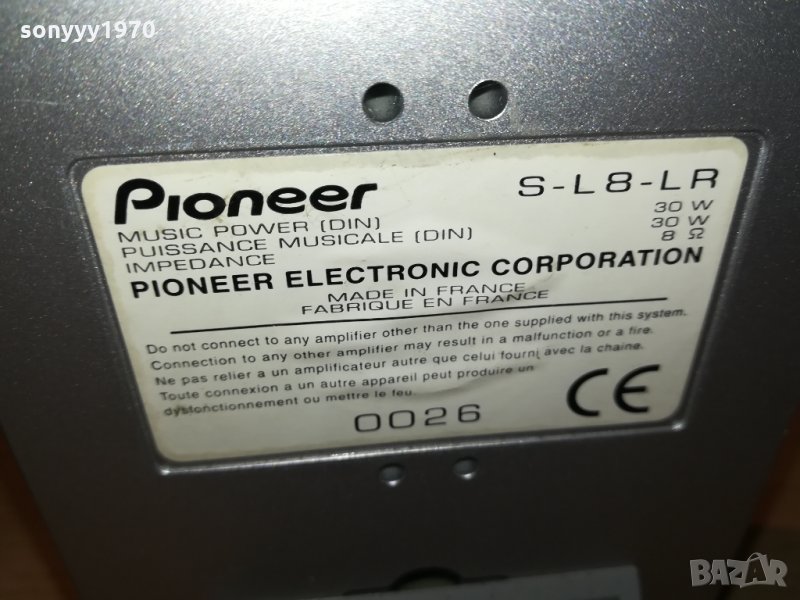 sonyyy1970
Pioneer S-L8-LR
MUSIC POWER (DIN) 30 W
PUISSANCE MUSICALE (DIN) 30 W
IMPEDANCE 8 Ω
PIONEER ELECTRONIC CORPORATION
MADE IN FRANCE
FABRIQUE EN FRANCE
Do not connect to any amplifier other than the one supplied with this system.
Connection to any other amplifier may result in a malfunction or a fire.
Ne pas relier a un amplificateur autre que celui fourni avec la chaine.
Toute connexion a un autre appareil peut produire un
dysfonctionnement ou mettre le feu
0026 CE
BAZAR